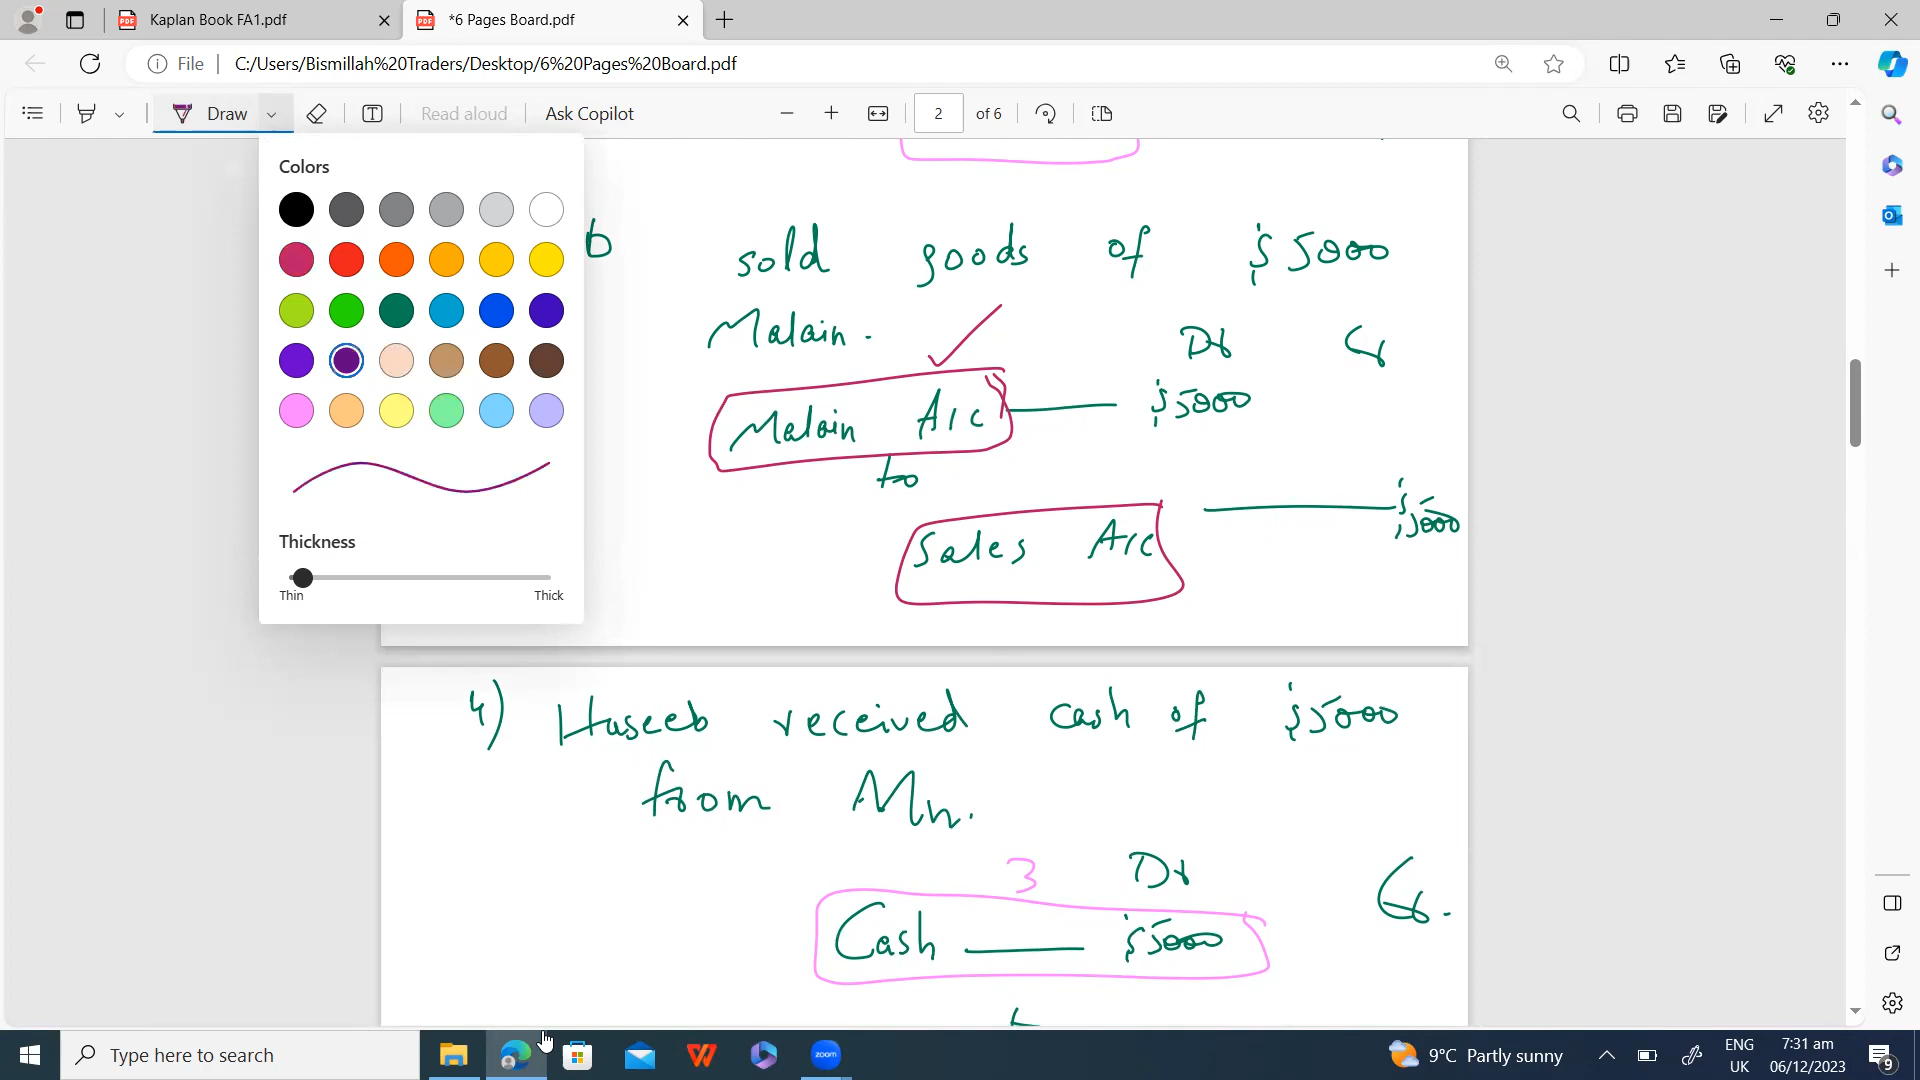 Kaplan Book FA1.pdf
*6 Pages Board.pdf
File
C:/Users/Bismillah%20Traders/Desktop/6%20Pages%20Board.pdf
Draw
Read aloud
Ask Copilot
2
of 6
Colors
Thickness
Thin
Thick
b sold goods of $ 5000
Malain.
Dr Cr
Malain A/c $5000
to
Sales A/c $5000
4) Haseeb received cash of $5000
from Mn.
3
Dr Cr.
Cash $5000
t
Type here to search
zoom
9°C Partly sunny
ENG
UK
7:31 am
06/12/2023
9